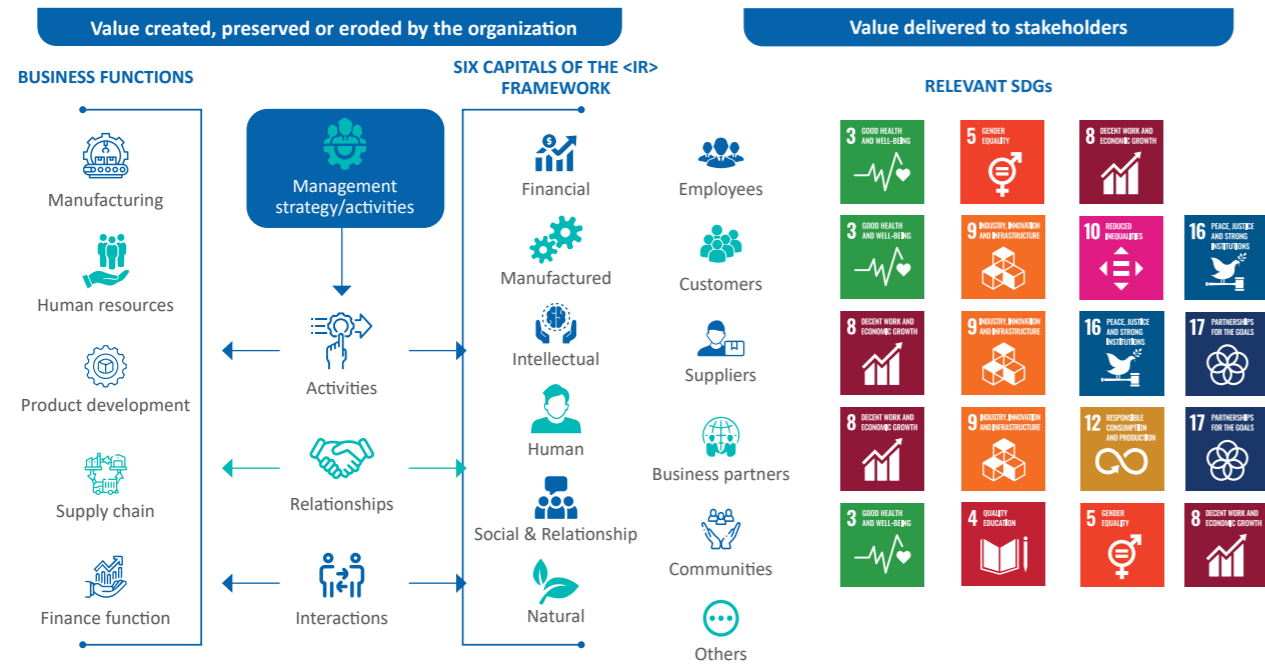 Value created, preserved or eroded by the organization
Value delivered to stakeholders
BUSINESS FUNCTIONS
Manufacturing
Human resources
Product development
Supply chain
Finance function
Management
strategy/activities
Activities
Relationships
Interactions
SIX CAPITALS OF THE <IR>
FRAMEWORK
Financial
Manufactured
Intellectual
Human
Social & Relationship
Natural
Employees
Customers
Suppliers
Business partners
Communities
Others
RELEVANT SDGs
3 GOOD HEALTH
AND WELL-BEING
5 GENDER
EQUALITY
8 DECENT WORK AND
ECONOMIC GROWTH
3 GOOD HEALTH
AND WELL-BEING
9 INDUSTRY, INNOVATION
AND INFRASTRUCTURE
10 REDUCED
INEQUALITIES
16 PEACE, JUSTICE
AND STRONG
INSTITUTIONS
8 DECENT WORK AND
ECONOMIC GROWTH
9 INDUSTRY, INNOVATION
AND INFRASTRUCTURE
16 PEACE, JUSTICE
AND STRONG
INSTITUTIONS
17 PARTNERSHIPS
FOR THE GOALS
8 DECENT WORK AND
ECONOMIC GROWTH
9 INDUSTRY, INNOVATION
AND INFRASTRUCTURE
12 RESPONSIBLE
CONSUMPTION
AND PRODUCTION
17 PARTNERSHIPS
FOR THE GOALS
3 GOOD HEALTH
AND WELL-BEING
4 QUALITY
EDUCATION
5 GENDER
EQUALITY
8 DECENT WORK AND
ECONOMIC GROWTH
$